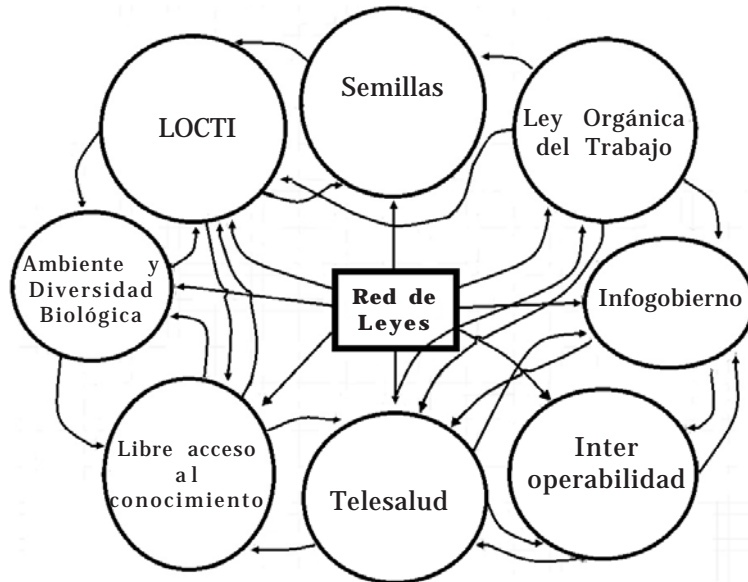 Semillas
LOCTI
Ley Orgánica
del Trabajo
Ambiente y
Diversidad
Biológica
Red de
Leyes
Infogobierno
Libre acceso
al
conocimiento
Telesalud
Inter
operabilidad